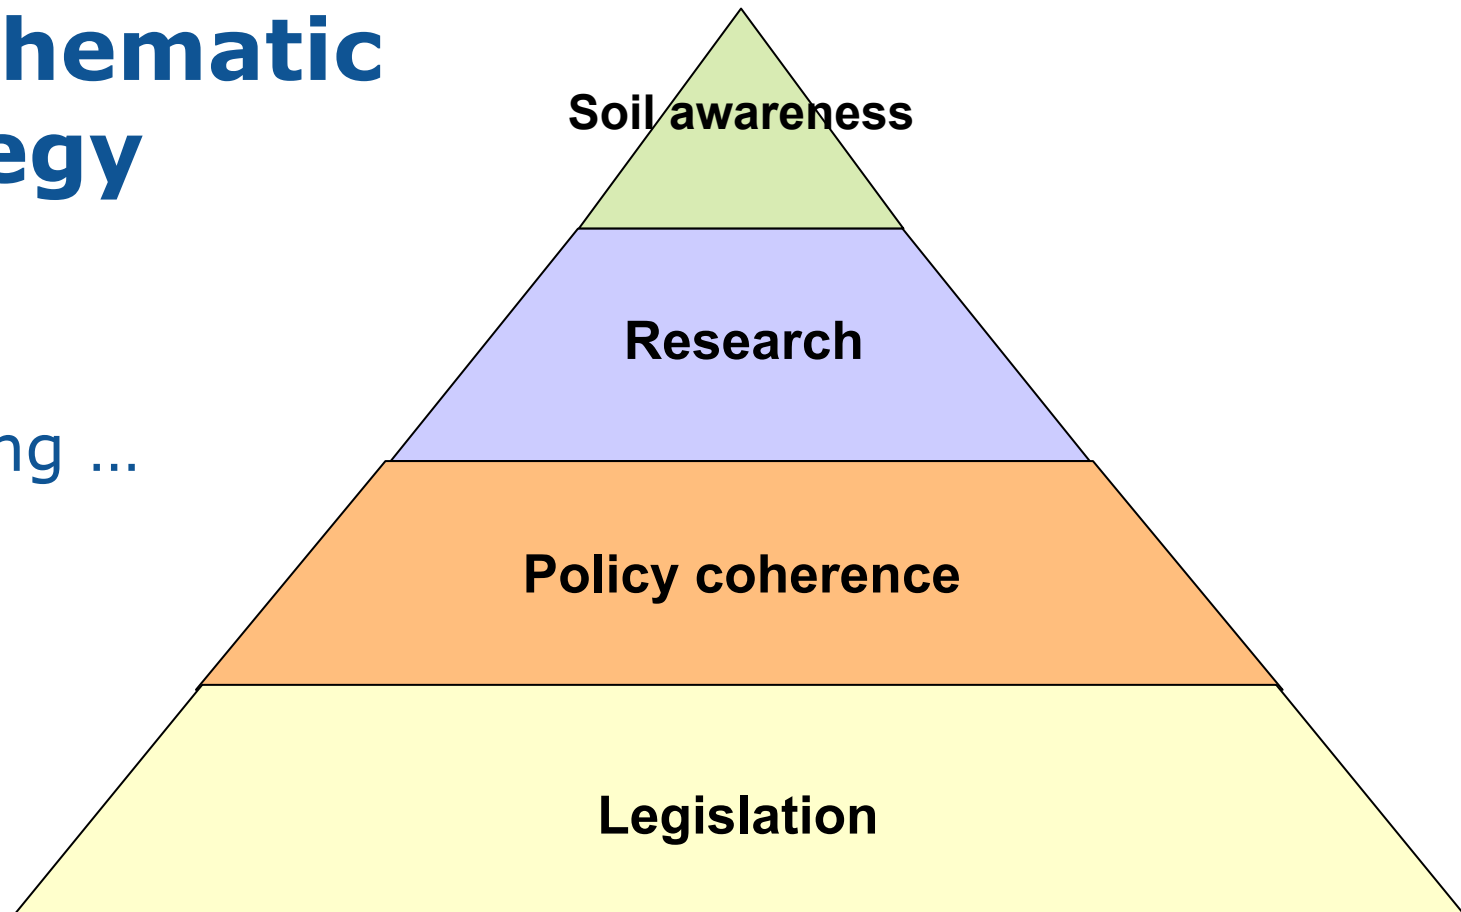 hematic
egy
ng ...
Soil awareness
Research
Policy coherence
Legislation